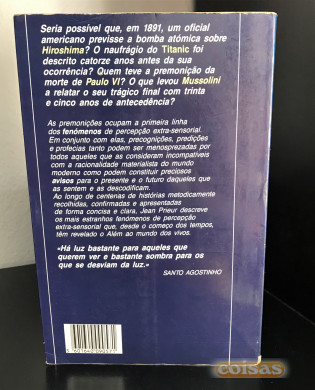 Seria possível que, em 1891, um oficial
americano previsse a bomba atómica sobre
Hiroshima? O naufrágio do Titanic foi
descrito catorze anos antes da sua
ocorrência? Quem teve a premonição da
morte de Paulo VI? O que levou Mussolini
a relatar o seu trágico final com trinta
e cinco anos de antecedência?
As premonições ocupam a primeira linha
dos fenómenos de percepção extra-sensorial.
Em conjunto com elas, precognições, predições
e profecias tanto podem ser menosprezadas por
todos aqueles que as consideram incompatíveis
com a racionalidade materialista do mundo
moderno como podem constituir preciosos
avisos para o presente e o futuro daqueles que
as sentem e as descodificam.
Ao longo de centenas de histórias metodicamente
recolhidas, confirmadas e apresentadas
de forma concisa e clara, Jean Prieur descreve
os mais estranhos fenómenos de percepção
extra-sensorial que, desde o começo dos tempos,
têm revelado o Além ao mundo dos vivos.
«Há luz bastante para aqueles que
querem ver e bastante sombra para os
que se desviam da luz.»
SANTO AGOSTINHO
coisas